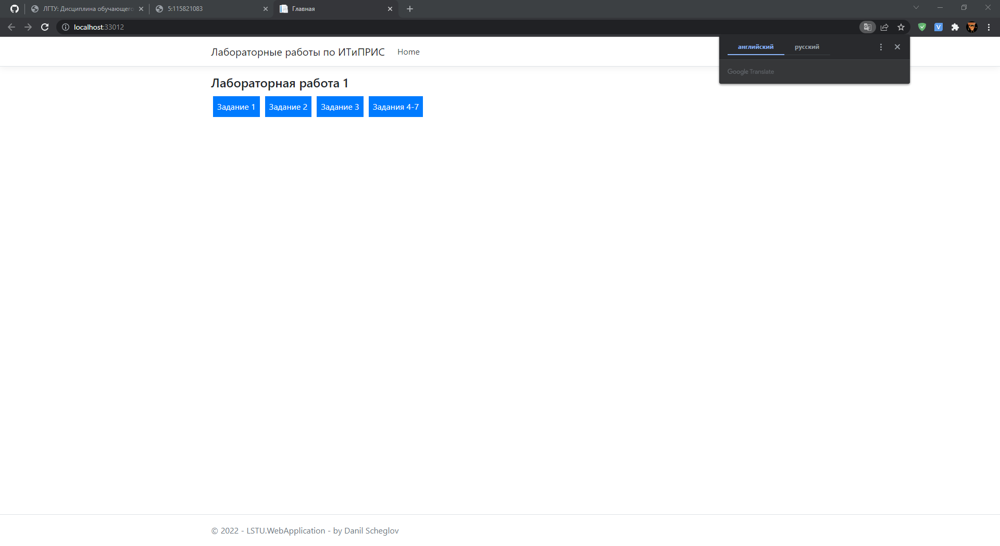 ЛГТУ: Дисциплина обучающего
5:115821083
Главная
localhost:33012
Лабораторные работы по ИТиПРИС
Home
английский
русский
Google Translate
Лабораторная работа 1
Задание 1
Задание 2
Задание 3
Задания 4-7
© 2022 - LSTU.WebApplication - by Danil Scheglov